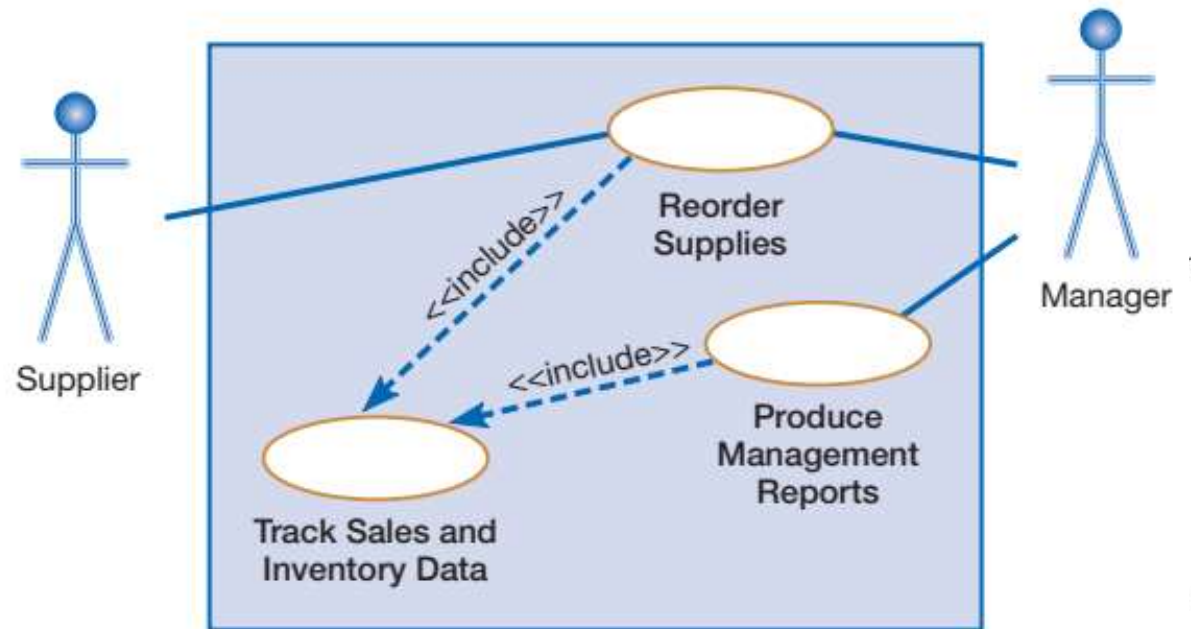 <<include>>
Reorder
Supplies
Manager
Supplier
<<include>>
Produce
Management
Reports
Track Sales and
Inventory Data